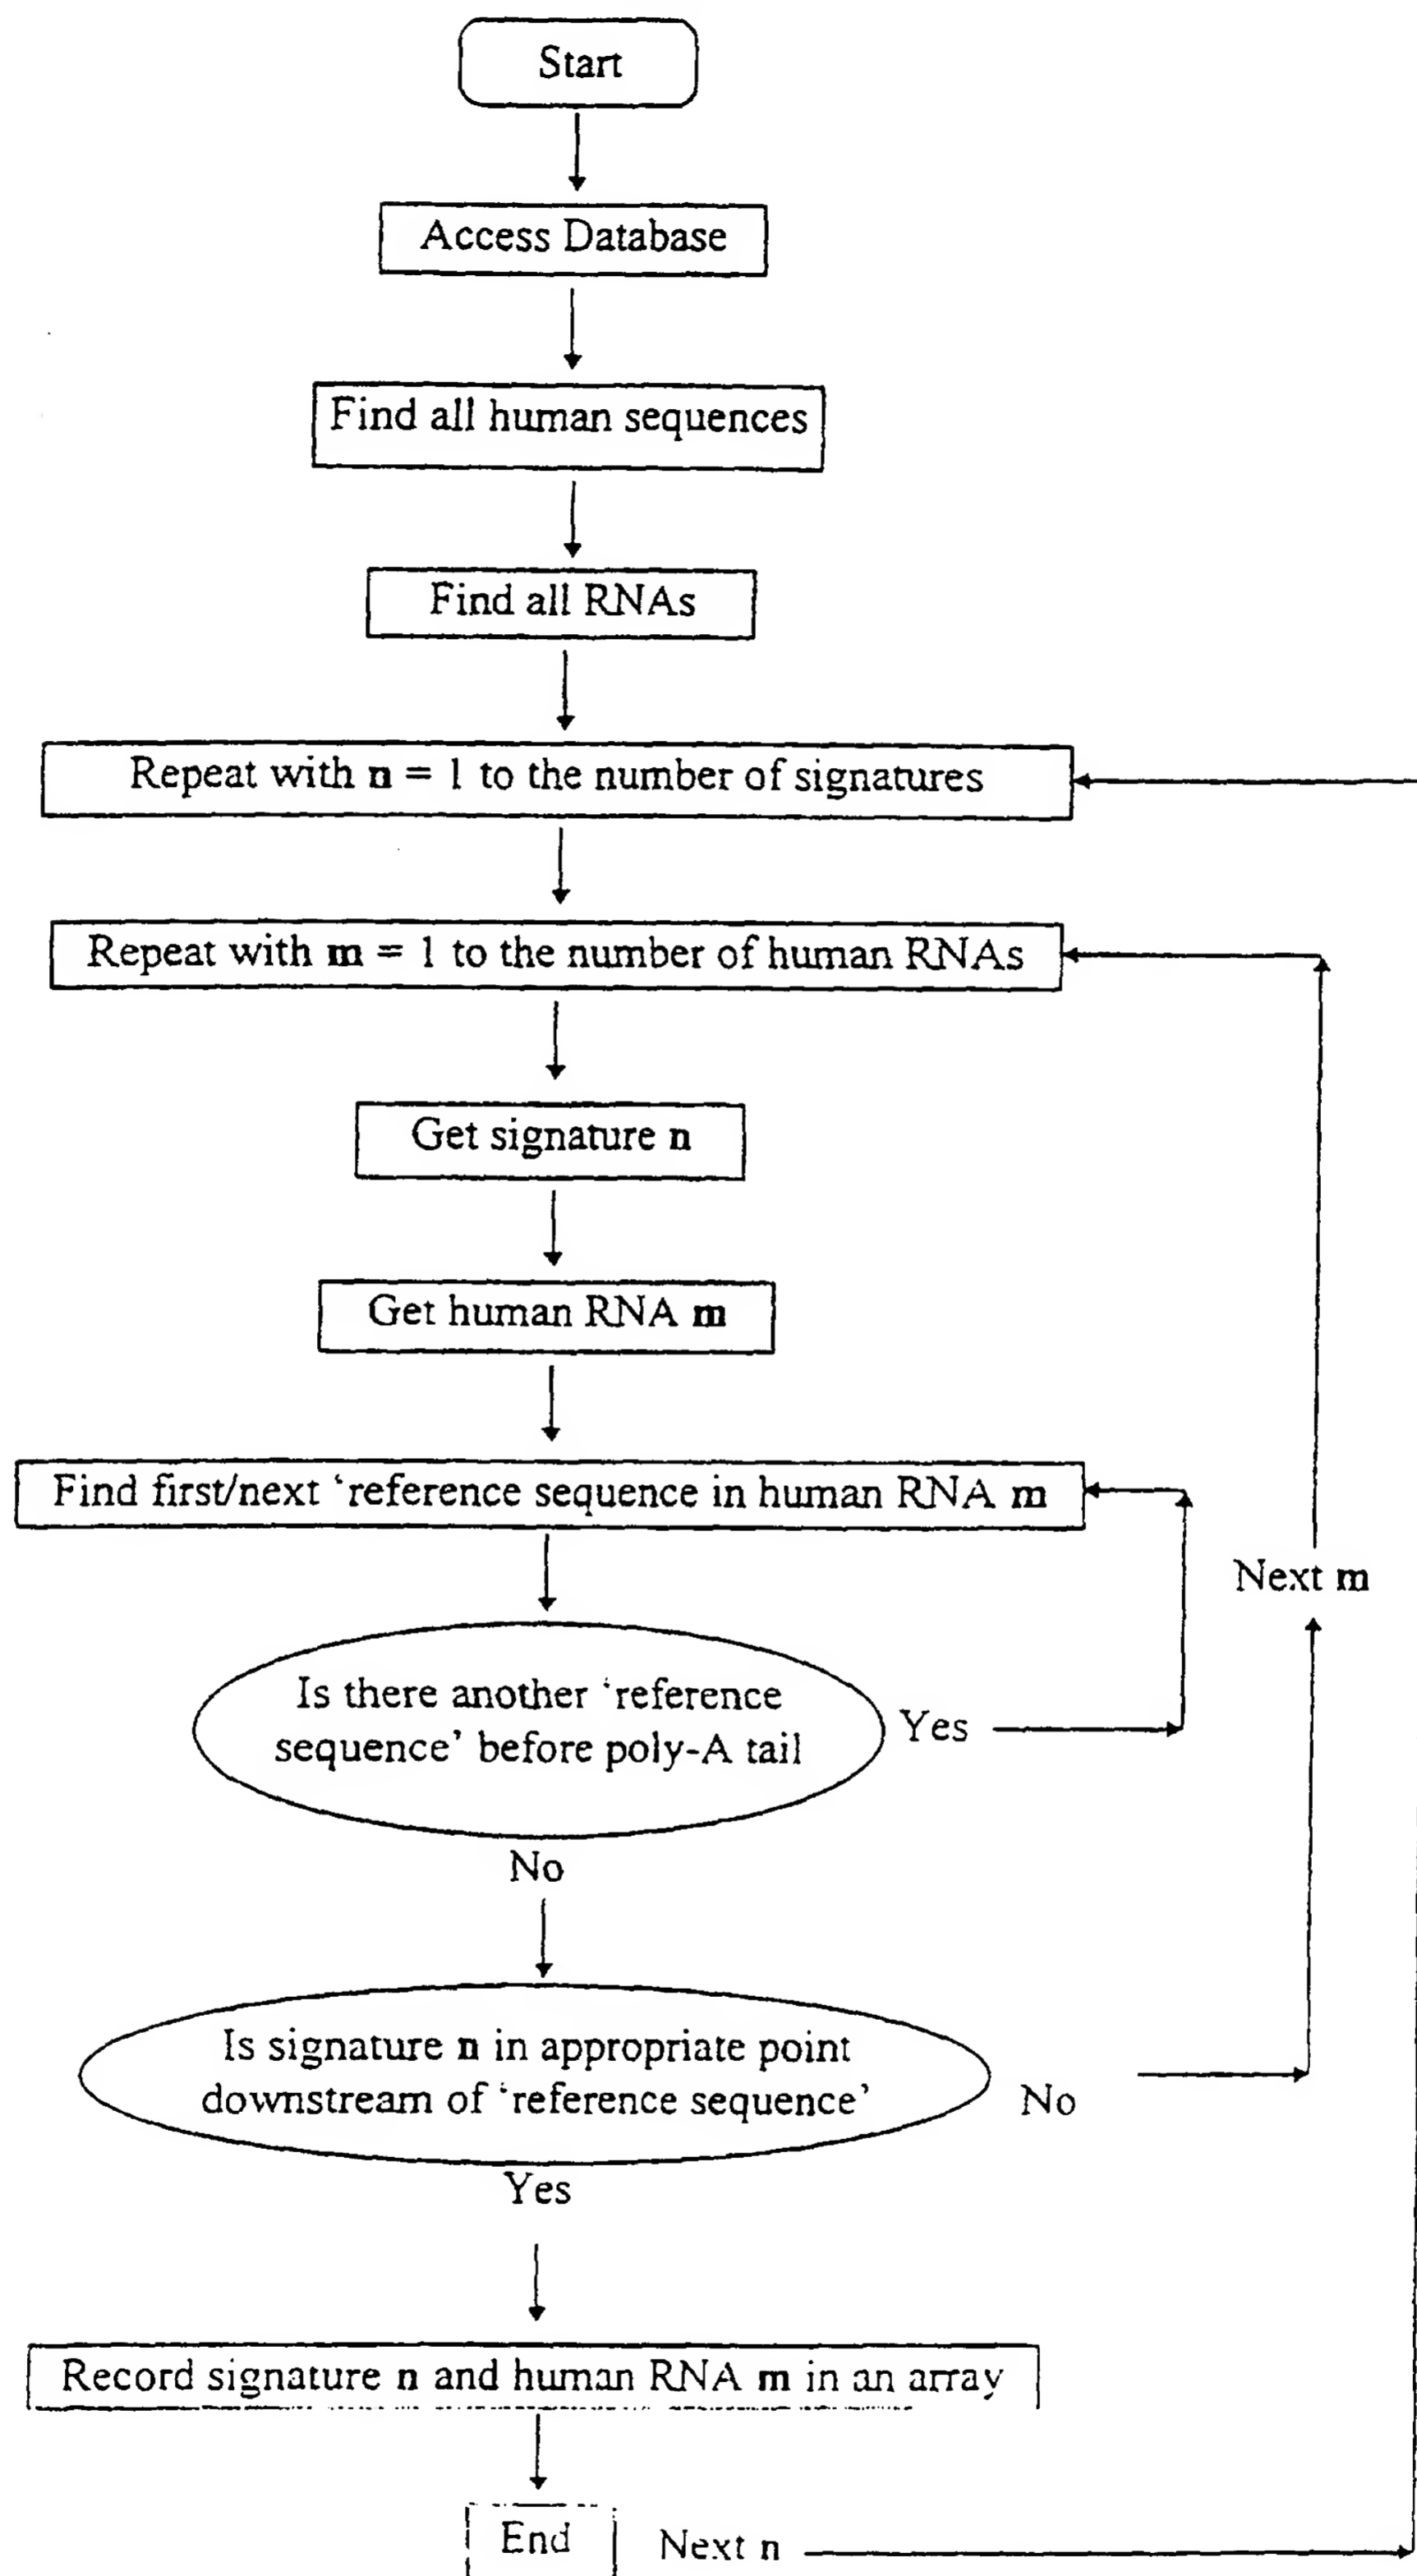 Start
Access Database
Find all human sequences
Find all RNAs
Repeat with n = 1 to the number of signatures
Repeat with m = 1 to the number of human RNAs
Get signature n
Get human RNA m
Find first/next ‘reference sequence in human RNA m
Next m
Is there another ‘reference
sequence’ before poly-A tail
Yes
No
Is signature n in appropriate point
downstream of ‘reference sequence’
No
Yes
Record signature n and human RNA m in an array
End
Next n